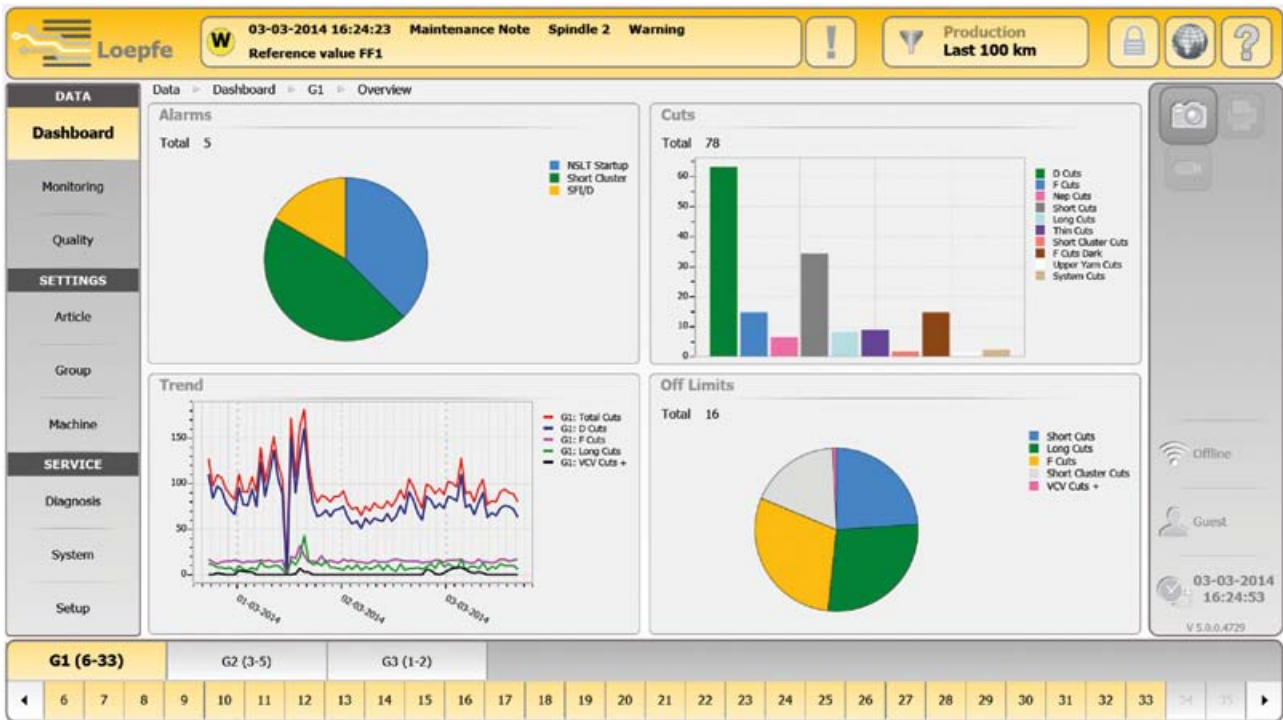 Loepfe
W
03-03-2014 16:24:23 Maintenance Note Spindle 2 Warning
Reference value FF1
!
Production
Last 100 km
?
DATA
Dashboard
Monitoring
Quality
SETTINGS
Article
Group
Machine
SERVICE
Diagnosis
System
Setup
Data Dashboard G1 Overview
Alarms
Total 5
NSLT Startup
Short Cluster
SFI/D
Cuts
Total 78
60
50
40
30
20
10
0
D Cuts
F Cuts
Nep Cuts
Short Cuts
Long Cuts
Thin Cuts
Short Cluster Cuts
F Cuts Dark
Upper Yarn Cuts
System Cuts
Trend
150
100
50
0
01-03-2014
02-03-2014
03-03-2014
G1: Total Cuts
G1: D Cuts
G1: F Cuts
G1: Long Cuts
G1: VCV Cuts +
Off Limits
Total 16
Short Cuts
Long Cuts
F Cuts
Short Cluster Cuts
VCV Cuts +
Offline
Guest
03-03-2014
16:24:53
V 5.0.0.4729
G1 (6-33) G2 (3-5) G3 (1-2)
6 7 8 9 10 11 12 13 14 15 16 17 18 19 20 21 22 23 24 25 26 27 28 29 30 31 32 33 34 35